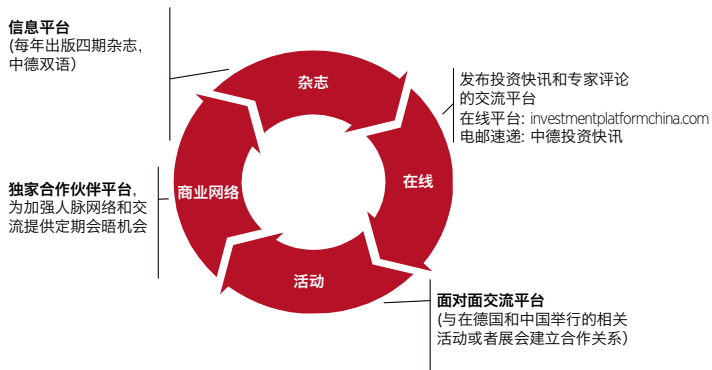 信息平台
(每年出版四期杂志,
中德双语)
杂志
发布投资快讯和专家评论
的交流平台
在线平台: investmentplatformchina.com
电邮速递: 中德投资快讯
在线
独家合作伙伴平台,
为加强人脉网络和交
流提供定期会晤机会
商业网络
活动
面对面交流平台
(与在德国和中国举行的相关
活动或者展会建立合作关系)